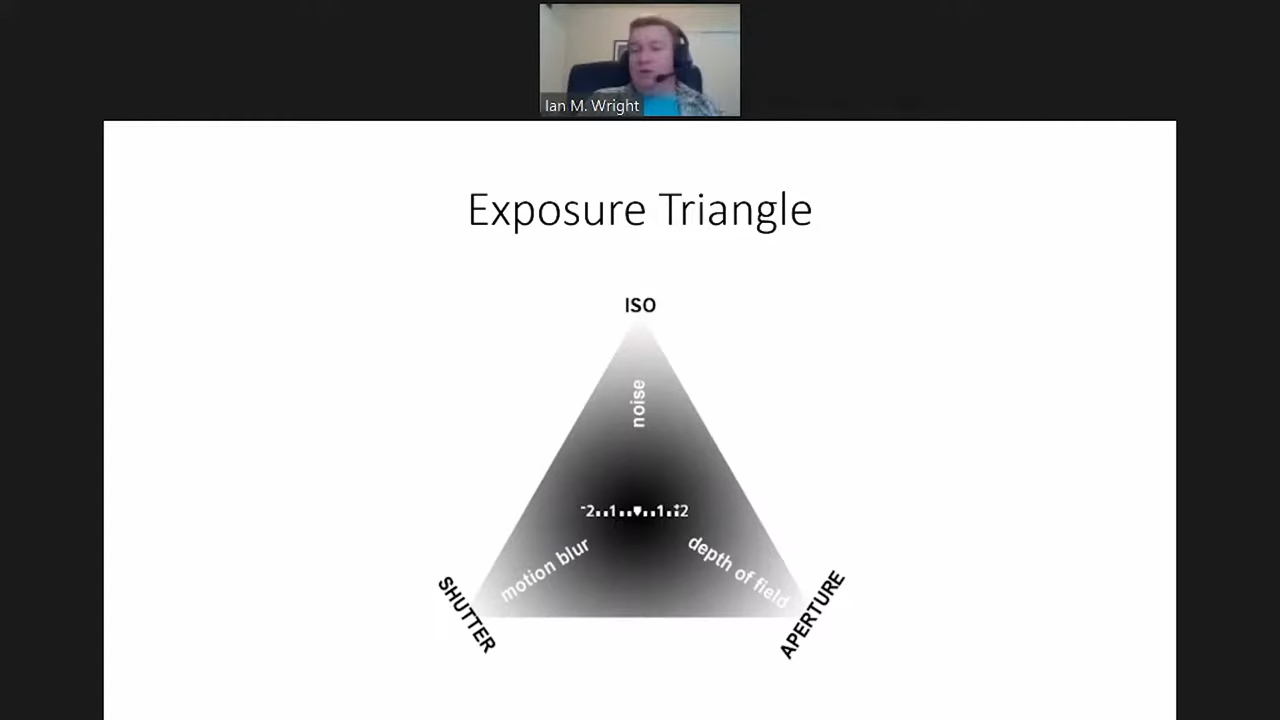 Ian M. Wright
Exposure Triangle
ISO
noise
-2..1..▾..1..+2
motion blur
depth of field
SHUTTER
APERTURE